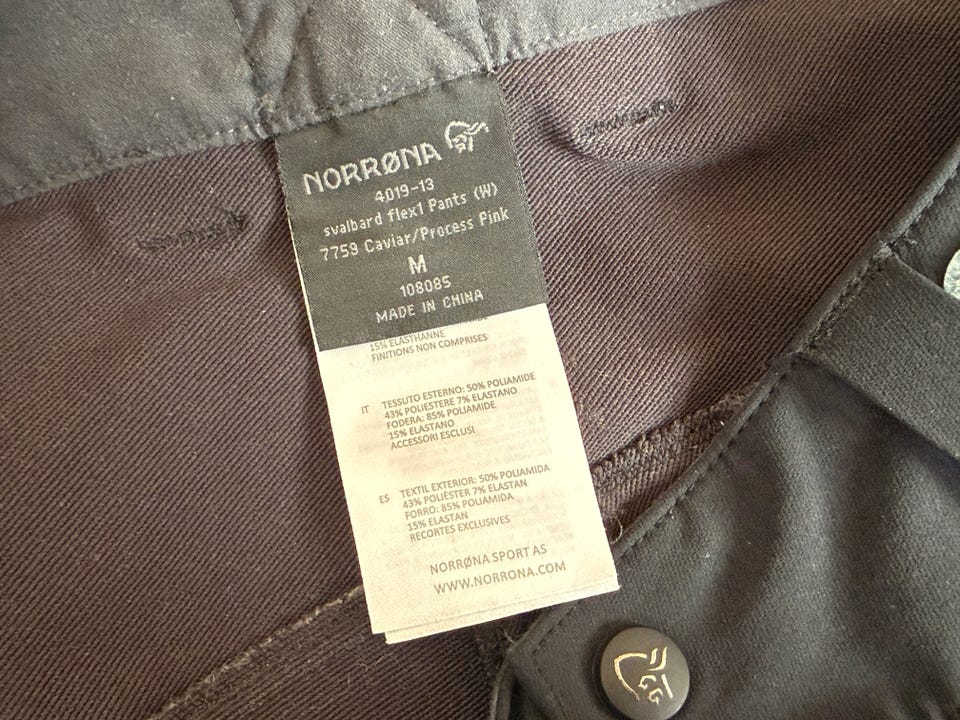 NORRØNA
4019-13
svalbard flex1 Pants (W)
7759 Caviar/Process Pink
M
108085
MADE IN CHINA
15% ELASTHANNE
FINITIONS NON COMPRISES
IT TESSUTO ESTERNO: 50% POLIAMIDE
43% POLIESTERE 7% ELASTANO
FODERA: 85% POLIAMIDE
15% ELASTANO
ACCESSORI ESCLUSI
ES TEXTIL EXTERIOR: 50% POLIAMIDA
43% POLIÈSTER 7% ELASTAN
FORRO: 85% POLIAMIDA
15% ELASTAN
RECORTES EXCLUSIVES
NORRØNA SPORT AS
WWW.NORRONA.COM